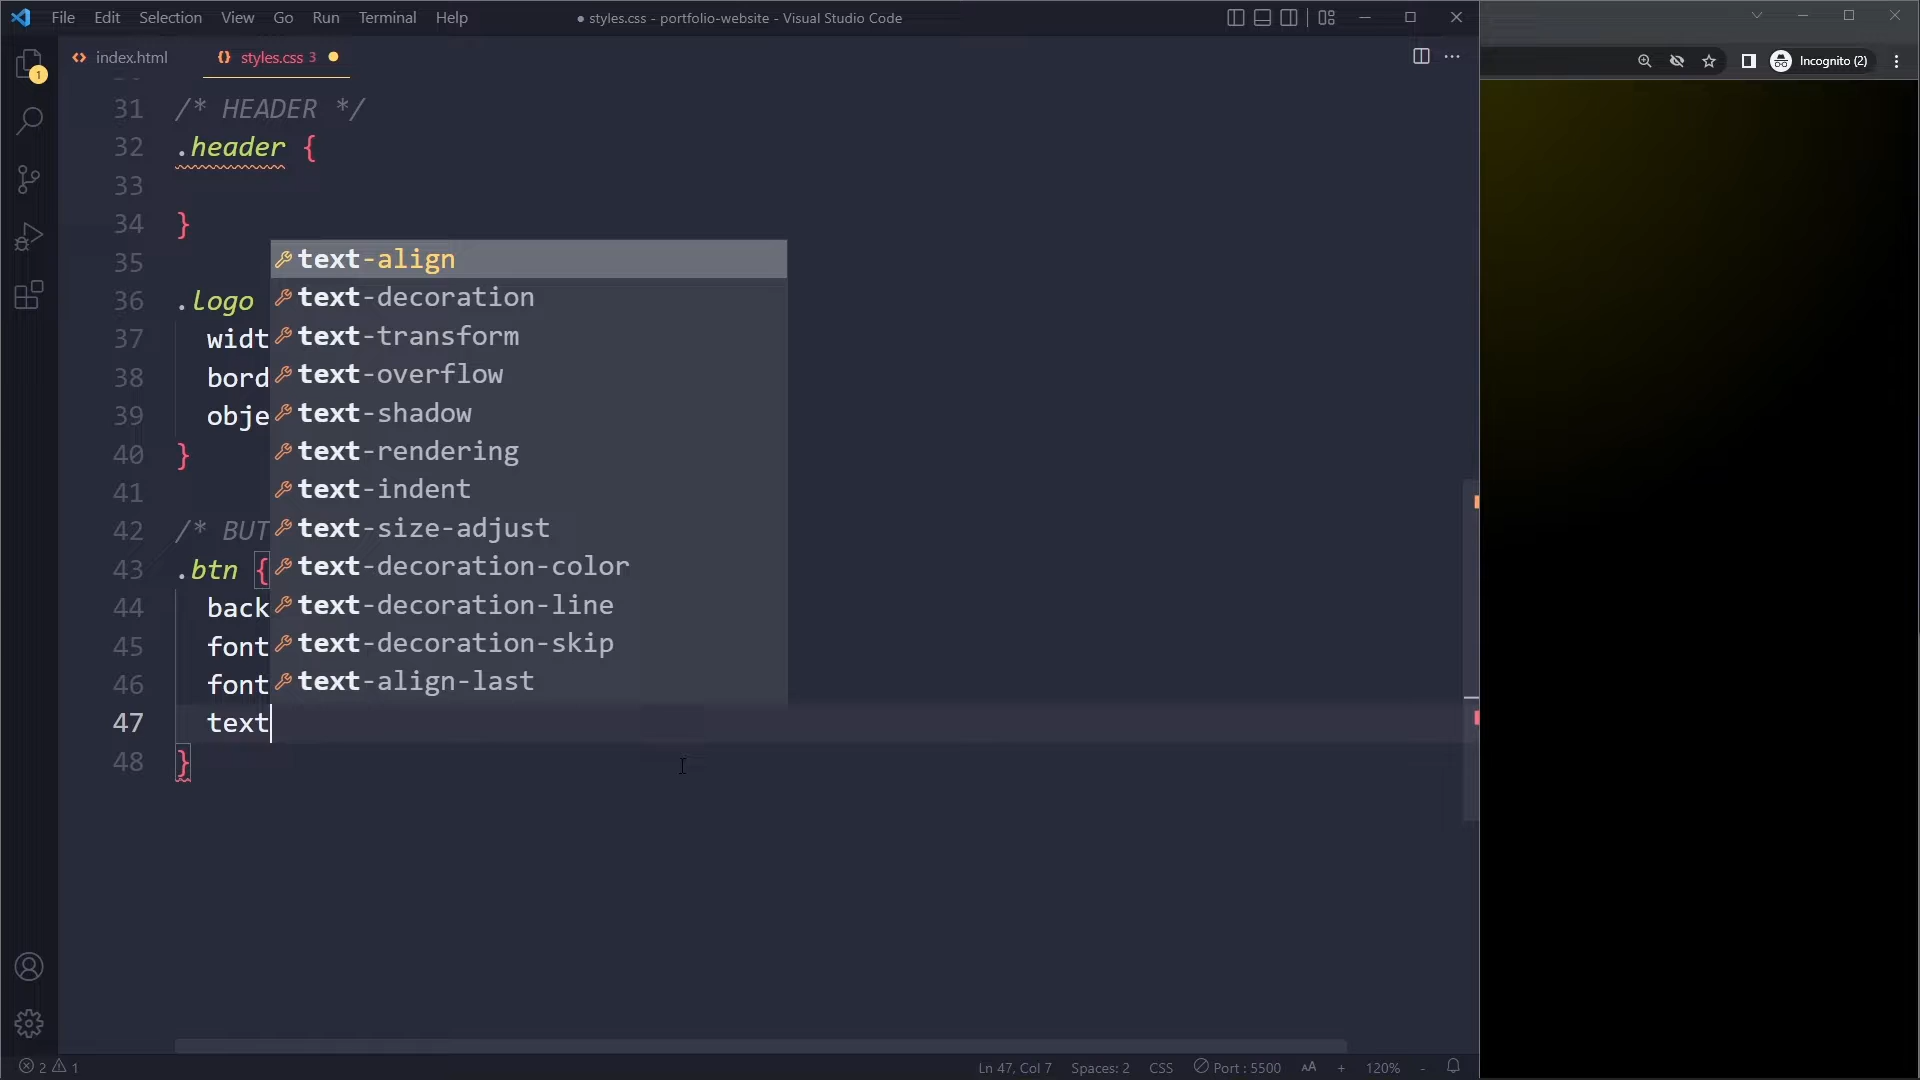 File Edit Selection View Go Run Terminal Help
● styles.css - portfolio-website - Visual Studio Code
index.html
styles.css 3
Incognito (2)
1
31 /* HEADER */
32 .header {
33
34 }
35
36 .logo
37 widt
38 bord
39 obje
40 }
41
42 /* BUT
43 .btn {
44 back
45 font
46 font
47 text
48 }
text-align
text-decoration
text-transform
text-overflow
text-shadow
text-rendering
text-indent
text-size-adjust
text-decoration-color
text-decoration-line
text-decoration-skip
text-align-last
2 1
Ln 47, Col 7 Spaces: 2 CSS Port : 5500 AA + 120% -